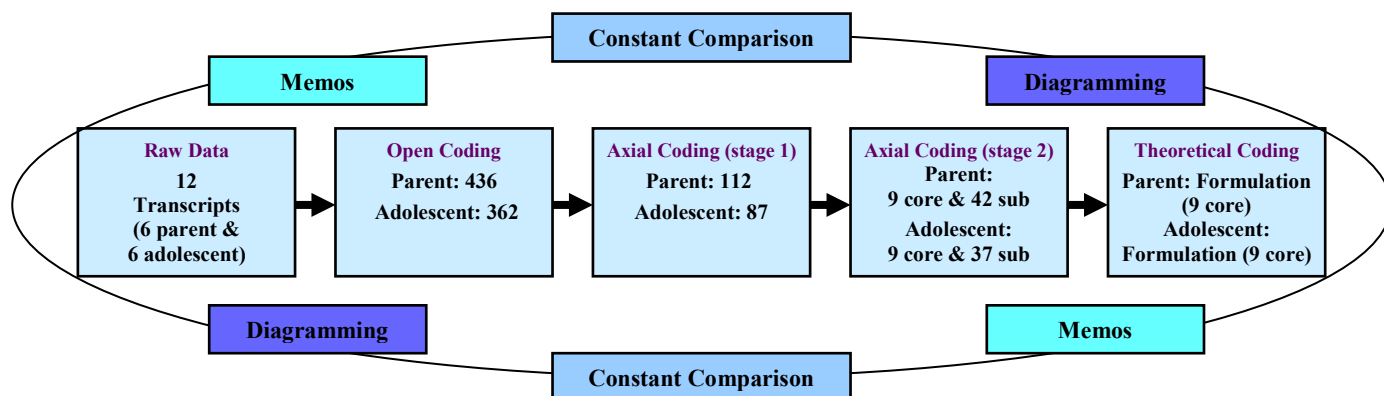 Constant Comparison
Memos
Diagramming
Raw Data
12
Transcripts
(6 parent &
6 adolescent)
Open Coding
Parent: 436
Adolescent: 362
Axial Coding (stage 1)
Parent: 112
Adolescent: 87
Axial Coding (stage 2)
Parent:
9 core & 42 sub
Adolescent:
9 core & 37 sub
Theoretical Coding
Parent: Formulation
(9 core)
Adolescent:
Formulation (9 core)
Diagramming
Memos
Constant Comparison